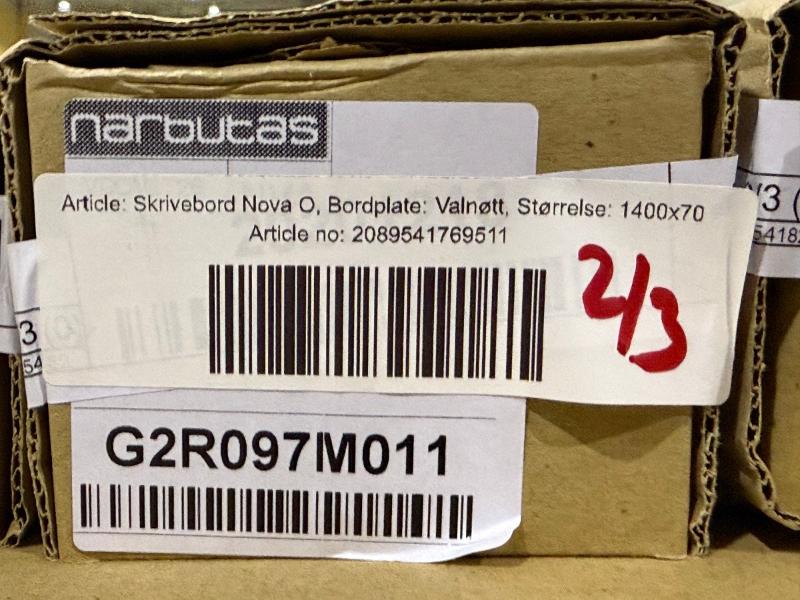 narbutas
Article: Skrivebord Nova O, Bordplate: Valnøtt, Størrelse: 1400x70
Article no: 2089541769511
2/3
G2R097M011